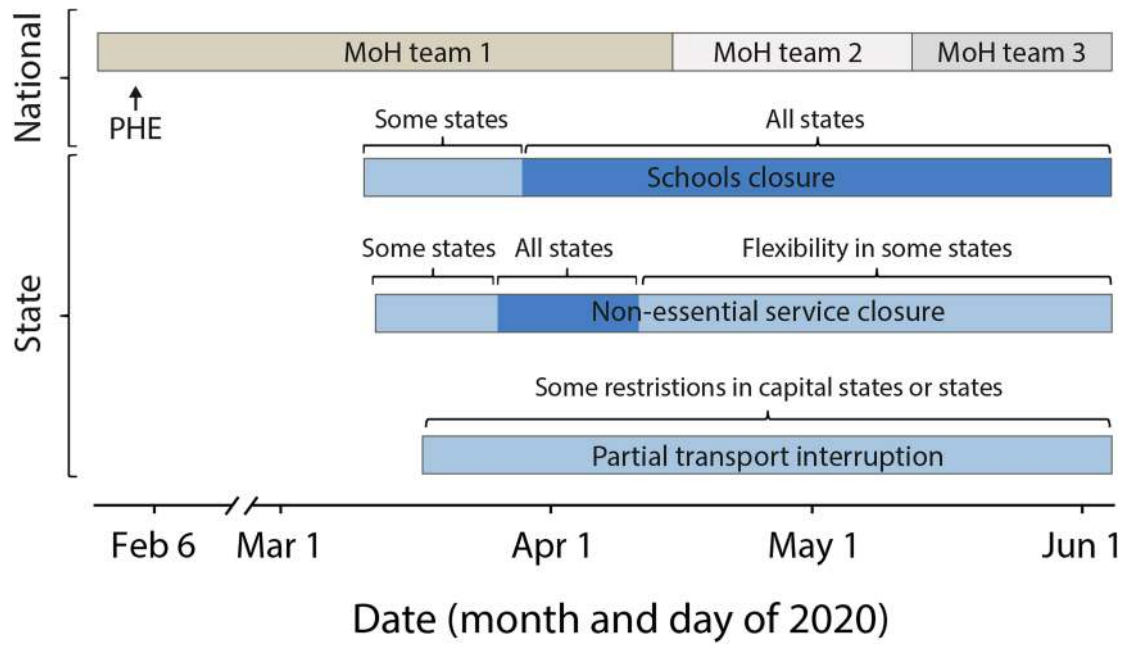 National
MoH team 1
MoH team 2
MoH team 3
PHE
Some states
All states
Schools closure
State
Some states
All states
Flexibility in some states
Non-essential service closure
Some restristions in capital states or states
Partial transport interruption
Feb 6
Mar 1
Apr 1
May 1
Jun 1
Date (month and day of 2020)